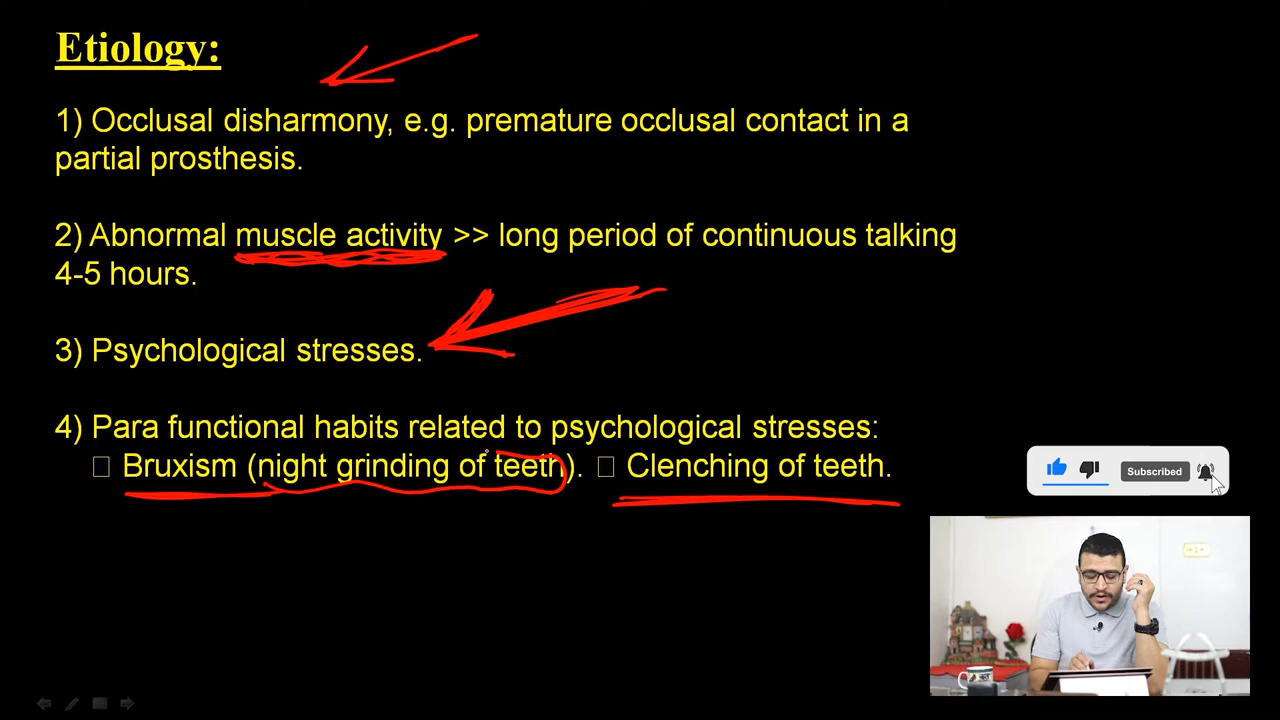 Etiology:
1) Occlusal disharmony, e.g. premature occlusal contact in a
partial prosthesis.
2) Abnormal muscle activity >> long period of continuous talking
4-5 hours.
3) Psychological stresses.
4) Para functional habits related to psychological stresses:
□ Bruxism (night grinding of teeth). □ Clenching of teeth.
Subscribed